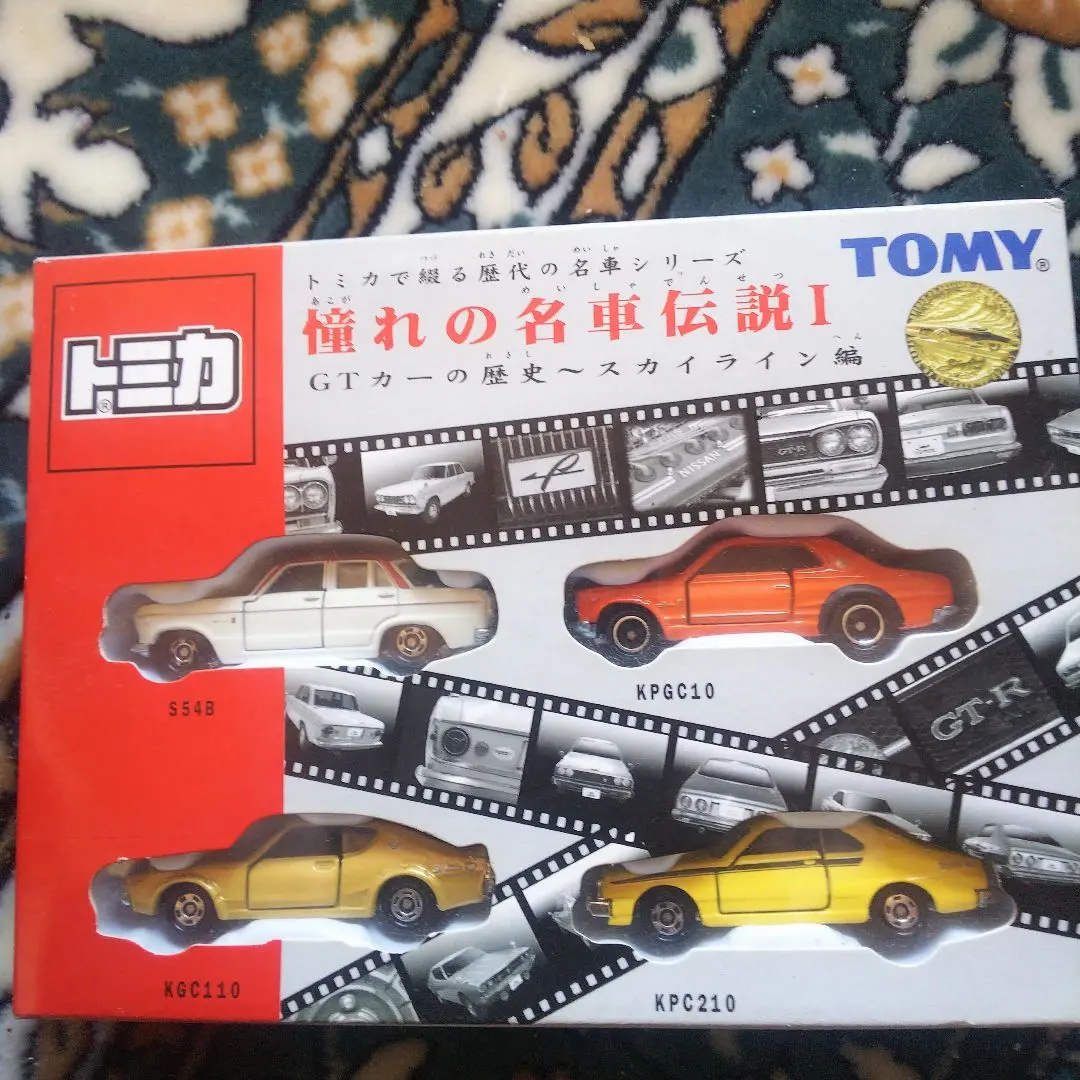 トミカで綴る歴代の名車シリーズ
憧れの名車伝説I
GTカーの歴史～スカイライン編
トミカ®
TOMY®
NISSAN
GT-R
S54B
KPGC10
GT-R
KGC110
KPC210